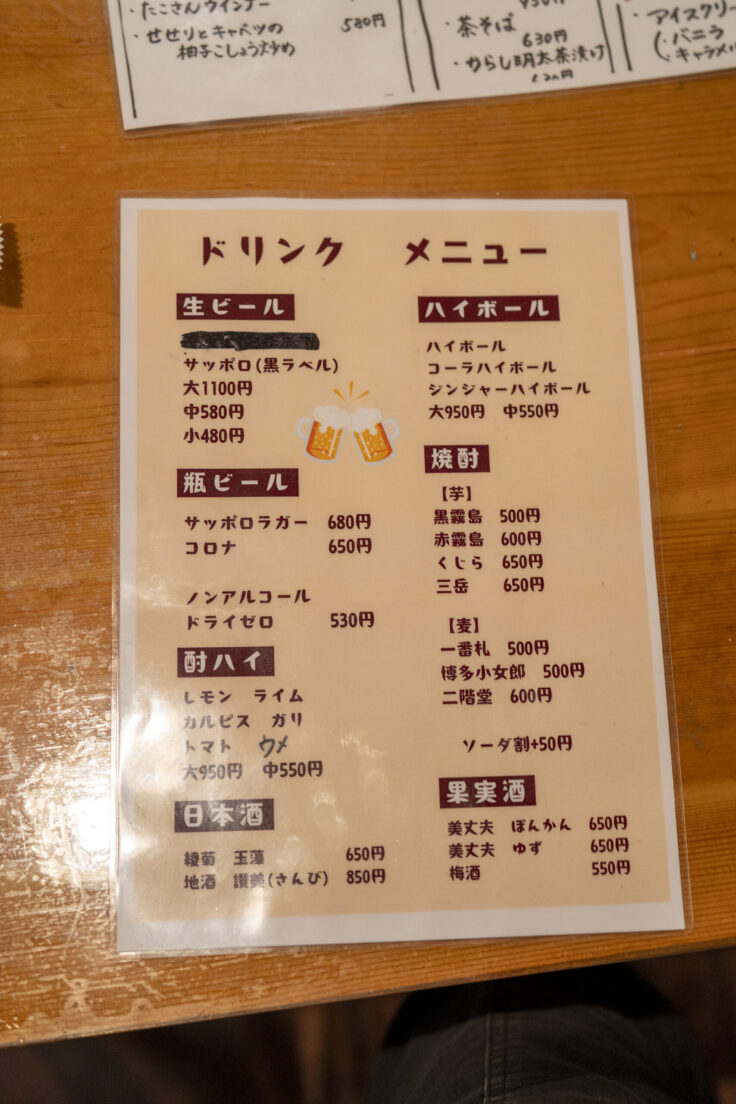 ・たこさんウインナー
・せせりとキャベツの 580円
柚子こしょう炒め
・茶そば
630円
・からし明太茶漬け
・アイスクリー
(・バニラ
・キャラメル
ドリンク メニュー
生ビール
サッポロ(黒ラベル)
大1100円
中580円
小480円
瓶ビール
サッポロラガー 680円
コロナ 650円
ノンアルコール
ドライゼロ 530円
酎ハイ
レモン ライム
カルピス ガリ
トマト ウメ
大950円 中550円
日本酒
綾菊 玉藻 650円
地酒 讃美(さんび) 850円
ハイボール
ハイボール
コーラハイボール
ジンジャーハイボール
大950円 中550円
焼酎
【芋】
黒霧島 500円
赤霧島 600円
くじら 650円
三岳 650円
【麦】
一番札 500円
博多小女郎 500円
二階堂 600円
ソーダ割+50円
果実酒
美丈夫 ぽんかん 650円
美丈夫 ゆず 650円
梅酒 550円